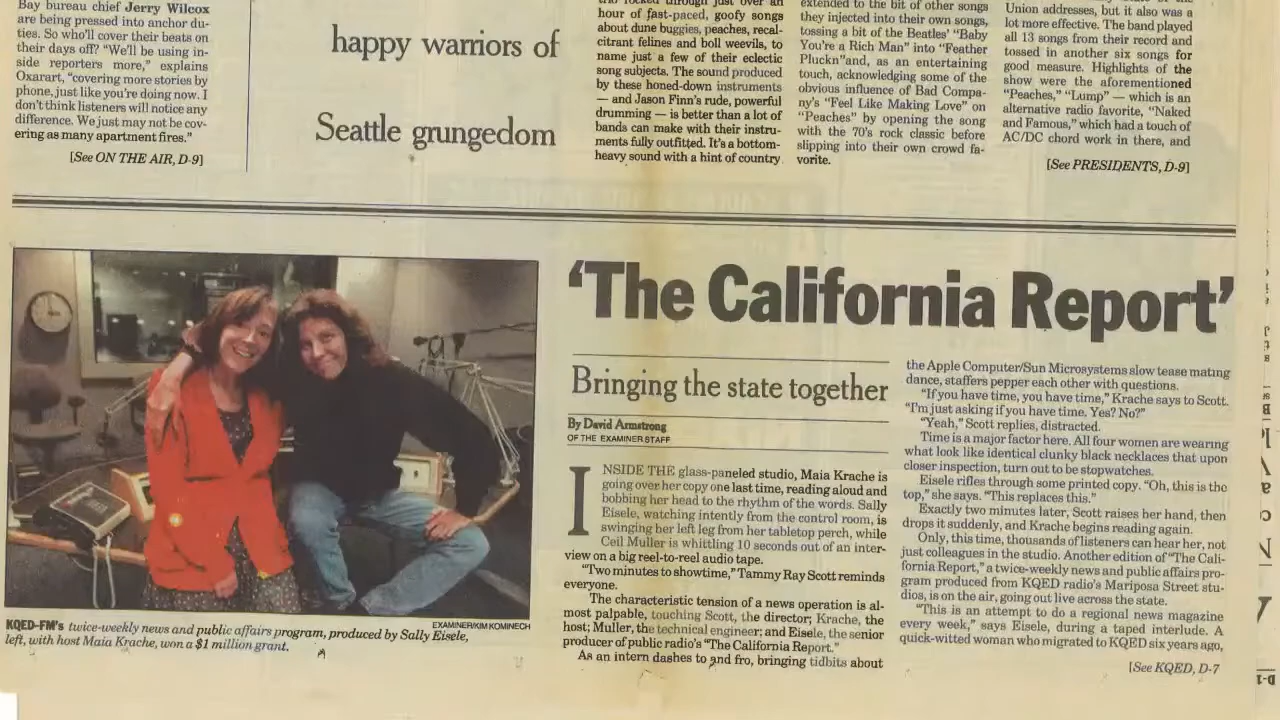 Bay bureau chief Jerry Wilcox
are being pressed into anchor du-
ties. So who'll cover their beats on
their days off? "We'll be using in-
side reporters more," explains
Oxarart, "covering more stories by
phone, just like you're doing now. I
don't think listeners will notice any
difference. We just may not be cov-
ering as many apartment fires."
[See ON THE AIR, D-9]
happy warriors of
Seattle grungedom
trio rocked through just over an
hour of fast-paced, goofy songs
about dune buggies, peaches, recal-
citrant felines and boll weevils, to
name just a few of their eclectic
song subjects. The sound produced
by these honed-down instruments
— and Jason Finn's rude, powerful
drumming — is better than a lot of
bands can make with their instru-
ments fully outfitted. It's a bottom-
heavy sound with a hint of country
extended to the bit of other songs
they injected into their own songs,
tossing a bit of the Beatles' "Baby
You're a Rich Man" into "Feather
Pluckn" and, as an entertaining
touch, acknowledging some of the
obvious influence of Bad Compa-
ny's "Feel Like Making Love" on
"Peaches" by opening the song
with the 70's rock classic before
slipping into their own crowd fa-
vorite.
Union addresses, but it also was a
lot more effective. The band played
all 13 songs from their record and
tossed in another six songs for
good measure. Highlights of the
show were the aforementioned
"Peaches," "Lump" — which is an
alternative radio favorite, "Naked
and Famous," which had a touch of
AC/DC chord work in there, and
[See PRESIDENTS, D-9]
'The California Report'
Bringing the state together
By David Armstrong
OF THE EXAMINER STAFF
INSIDE THE glass-paneled studio, Maia Krache is
going over her copy one last time, reading aloud and
bobbing her head to the rhythm of the words. Sally
Eisele, watching intently from the control room, is
swinging her left leg from her tabletop perch, while
Ceil Muller is whittling 10 seconds out of an inter-
view on a big reel-to-reel audio tape.
"Two minutes to showtime," Tammy Ray Scott reminds
everyone.
The characteristic tension of a news operation is al-
most palpable, touching Scott, the director; Krache, the
host; Muller, the technical engineer; and Eisele, the senior
producer of public radio's "The California Report."
As an intern dashes to and fro, bringing tidbits about
the Apple Computer/Sun Microsystems slow tease mating
dance, staffers pepper each other with questions.
"If you have time, you have time," Krache says to Scott.
"I'm just asking if you have time. Yes? No?"
"Yeah," Scott replies, distracted.
Time is a major factor here. All four women are wearing
what look like identical clunky black necklaces that upon
closer inspection, turn out to be stopwatches.
Eisele rifles through some printed copy. "Oh, this is the
top," she says. "This replaces this."
Exactly two minutes later, Scott raises her hand, then
drops it suddenly, and Krache begins reading again.
Only, this time, thousands of listeners can hear her, not
just colleagues in the studio. Another edition of "The Cali-
fornia Report," a twice-weekly news and public affairs pro-
gram produced from KQED radio's Mariposa Street stu-
dios, is on the air, going out live across the state.
"This is an attempt to do a regional news magazine
every week," says Eisele, during a taped interlude. A
quick-witted woman who migrated to KQED six years ago,
[See KQED, D-7
EXAMINER/KIM KOMINECH
KQED-FM's twice-weekly news and public affairs program, produced by Sally Eisele,
left, with host Maia Krache, won a $1 million grant.
D-1